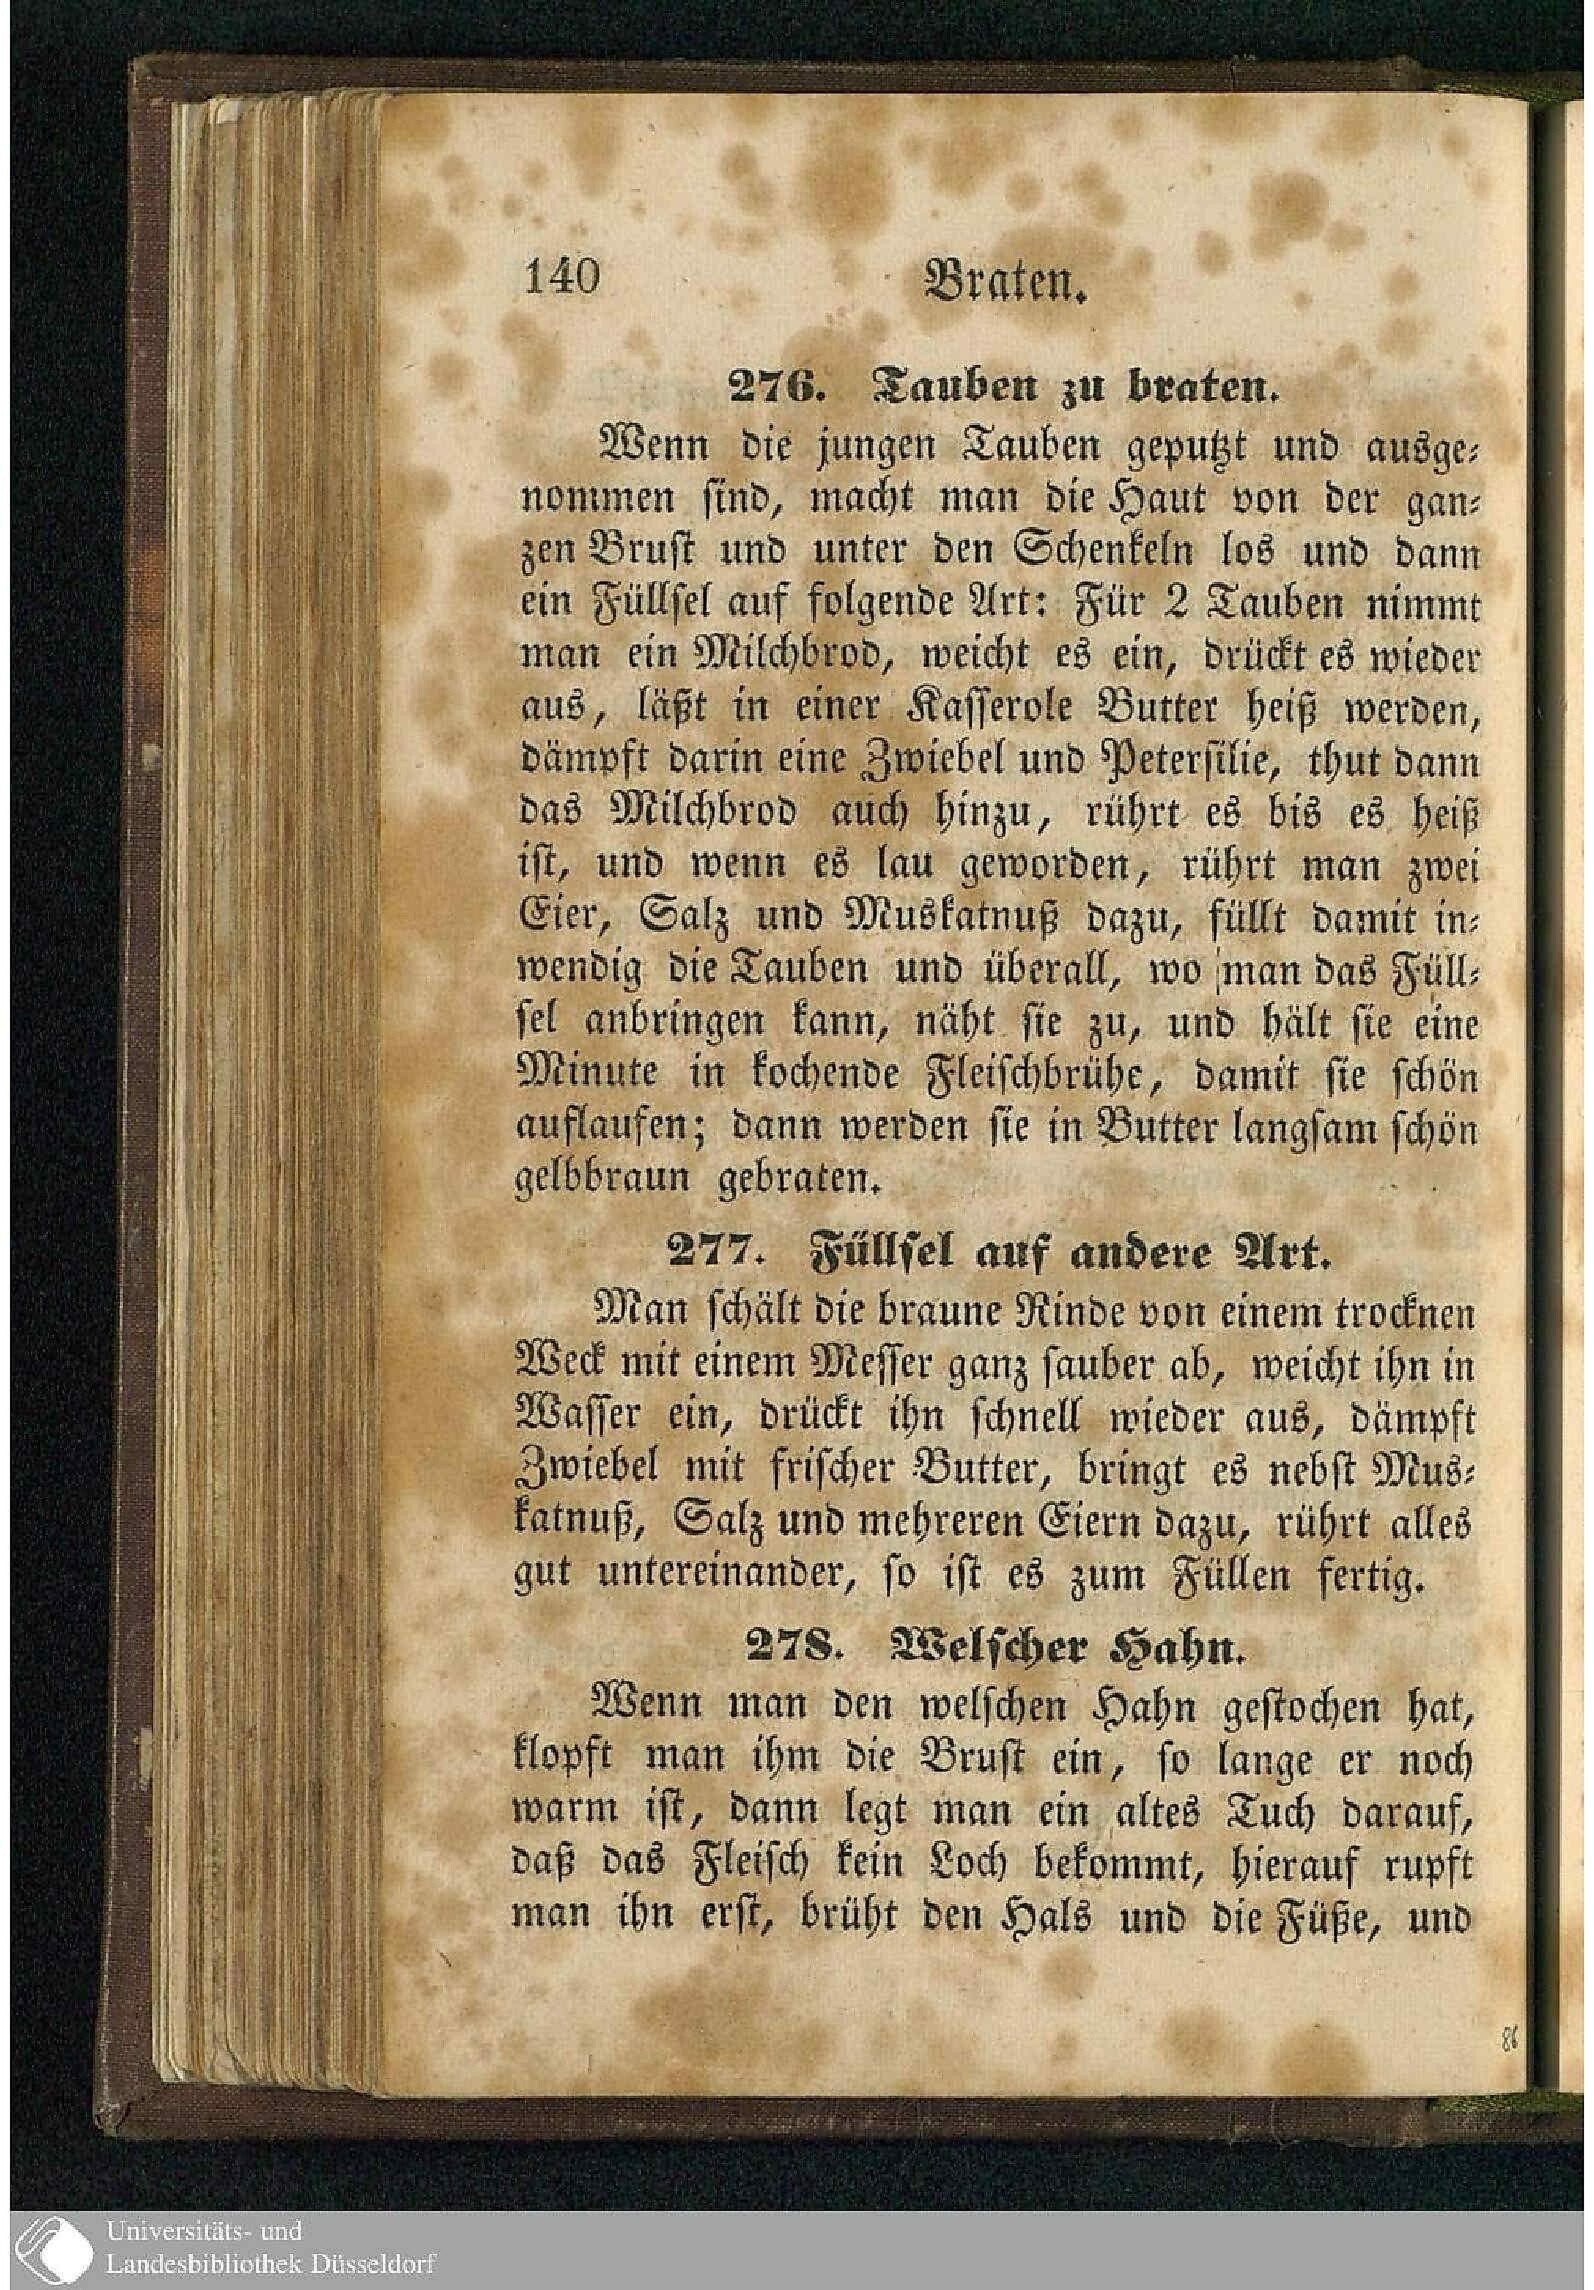 140
Braten.
276. Tauben zu braten.
Wenn die jungen Tauben geputzt und ausge-
nommen sind, macht man die Haut von der gan-
zen Brust und unter den Schenkeln los und dann
ein Füllsel auf folgende Art: Für 2 Tauben nimmt
man ein Milchbrod, weicht es ein, drückt es wieder
aus, läßt in einer Kasserole Butter heiß werden,
dämpft darin eine Zwiebel und Petersilie, thut dann
das Milchbrod auch hinzu, rührt es bis es heiß
ist, und wenn es lau geworden, rührt man zwei
Eier, Salz und Muskatnuß dazu, füllt damit in-
wendig die Tauben und überall, wo man das Füll-
sel anbringen kann, näht sie zu, und hält sie eine
Minute in kochende Fleischbrühe, damit sie schön
auflaufen; dann werden sie in Butter langsam schön
gelbbraun gebraten.
277. Füllsel auf andere Art.
Man schält die braune Rinde von einem trocknen
Weck mit einem Messer ganz sauber ab, weicht ihn in
Wasser ein, drückt ihn schnell wieder aus, dämpft
Zwiebel mit frischer Butter, bringt es nebst Mus-
katnuß, Salz und mehreren Eiern dazu, rührt alles
gut untereinander, so ist es zum Füllen fertig.
278. Welscher Hahn.
Wenn man den welschen Hahn gestochen hat,
klopft man ihm die Brust ein, so lange er noch
warm ist, dann legt man ein altes Tuch darauf,
daß das Fleisch kein Loch bekommt, hierauf rupft
man ihn erst, brüht den Hals und die Füße, und
86
Universitäts- und
Landesbibliothek Düsseldorf